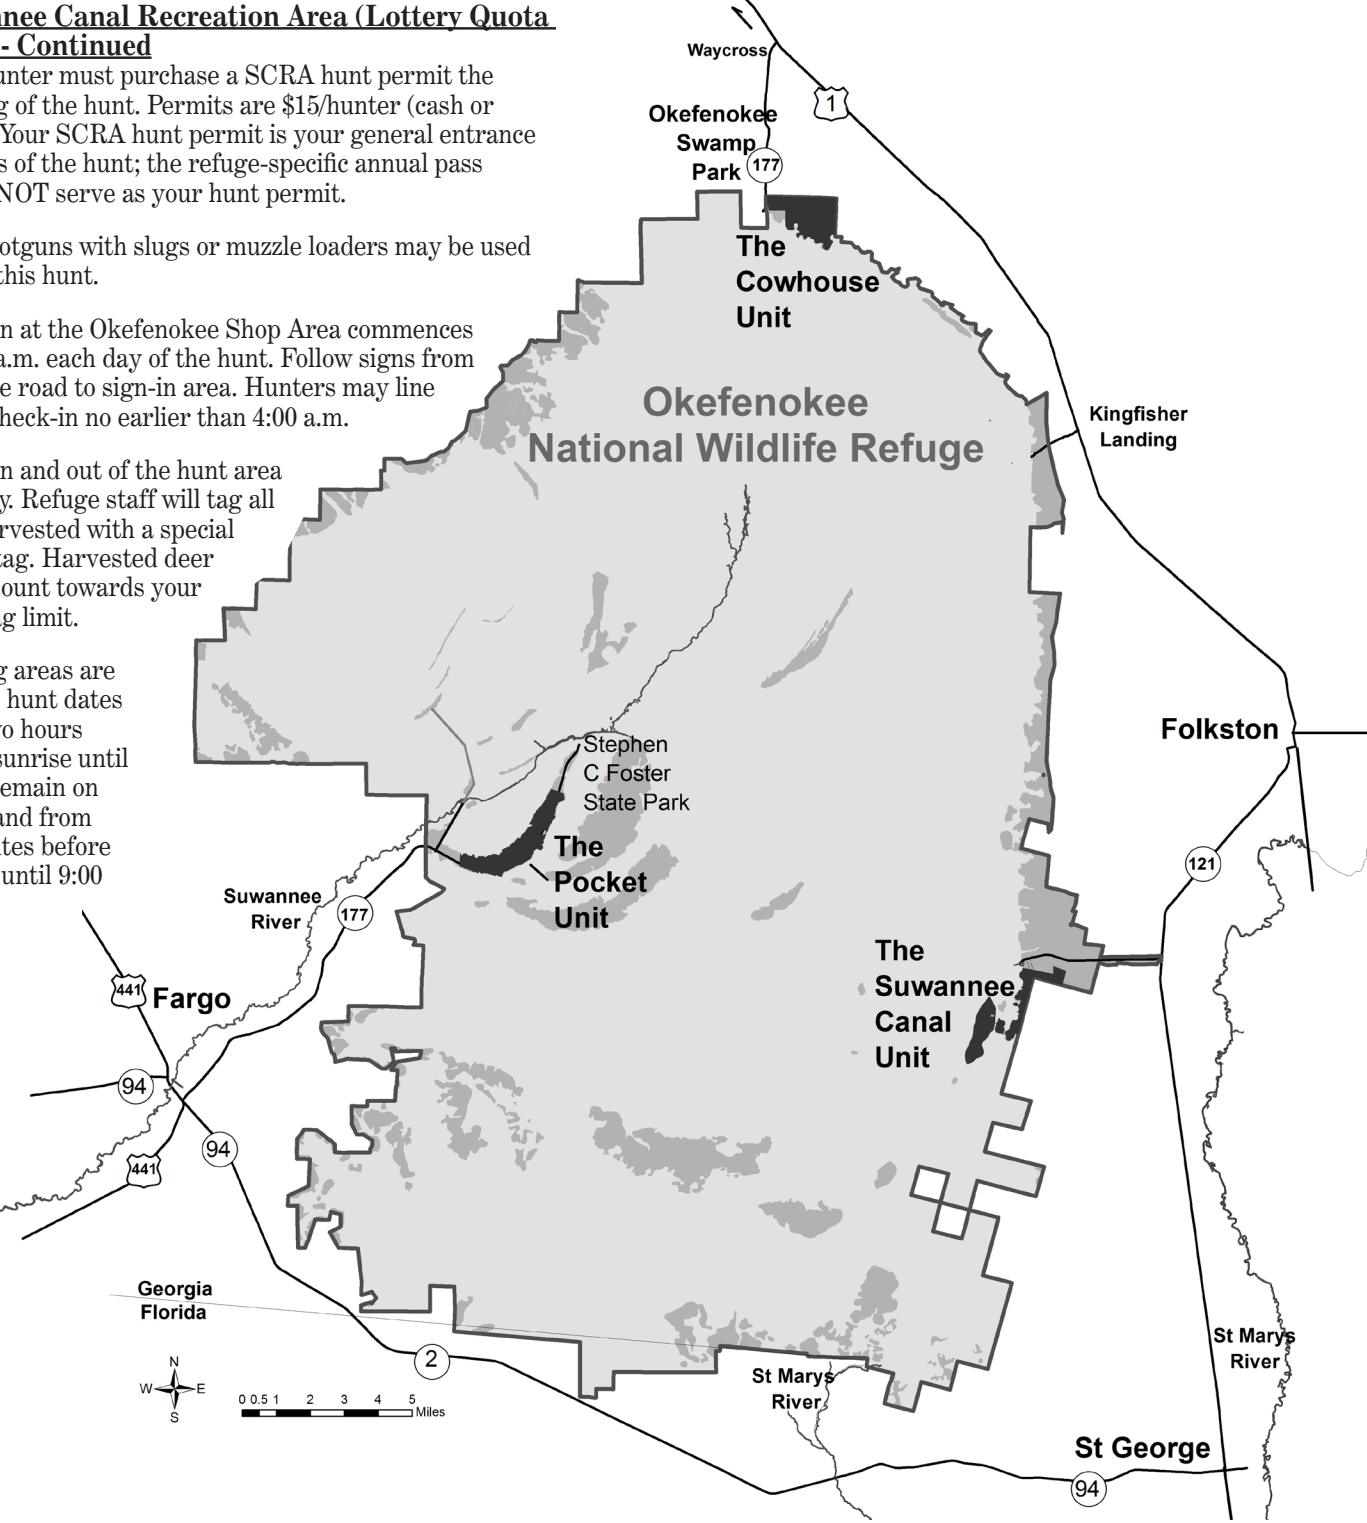 nnee Canal Recreation Area (Lottery Quota
- Continued
unter must purchase a SCRA hunt permit the
g of the hunt. Permits are $15/hunter (cash or
Your SCRA hunt permit is your general entrance
s of the hunt; the refuge-specific annual pass
NOT serve as your hunt permit.
otguns with slugs or muzzle loaders may be used
this hunt.
n at the Okefenokee Shop Area commences
a.m. each day of the hunt. Follow signs from
e road to sign-in area. Hunters may line
heck-in no earlier than 4:00 a.m.
n and out of the hunt area
y. Refuge staff will tag all
rvested with a special
tag. Harvested deer
count towards your
ag limit.
g areas are
hunt dates
vo hours
sunrise until
emain on
and from
tes before
until 9:00
Waycross
1
Okefenokee
Swamp
Park
177
The
Cowhouse
Unit
Okefenokee
National Wildlife Refuge
Kingfisher
Landing
Folkston
Stephen
C Foster
State Park
The
Pocket
Unit
121
Suwannee
River
177
The
Suwannee
Canal
Unit
441
Fargo
94
94
441
Georgia
Florida
2
N
W
E
S
0 0.5 1 2 3 4 5
Miles
St Marys
River
St Marys
River
St George
94